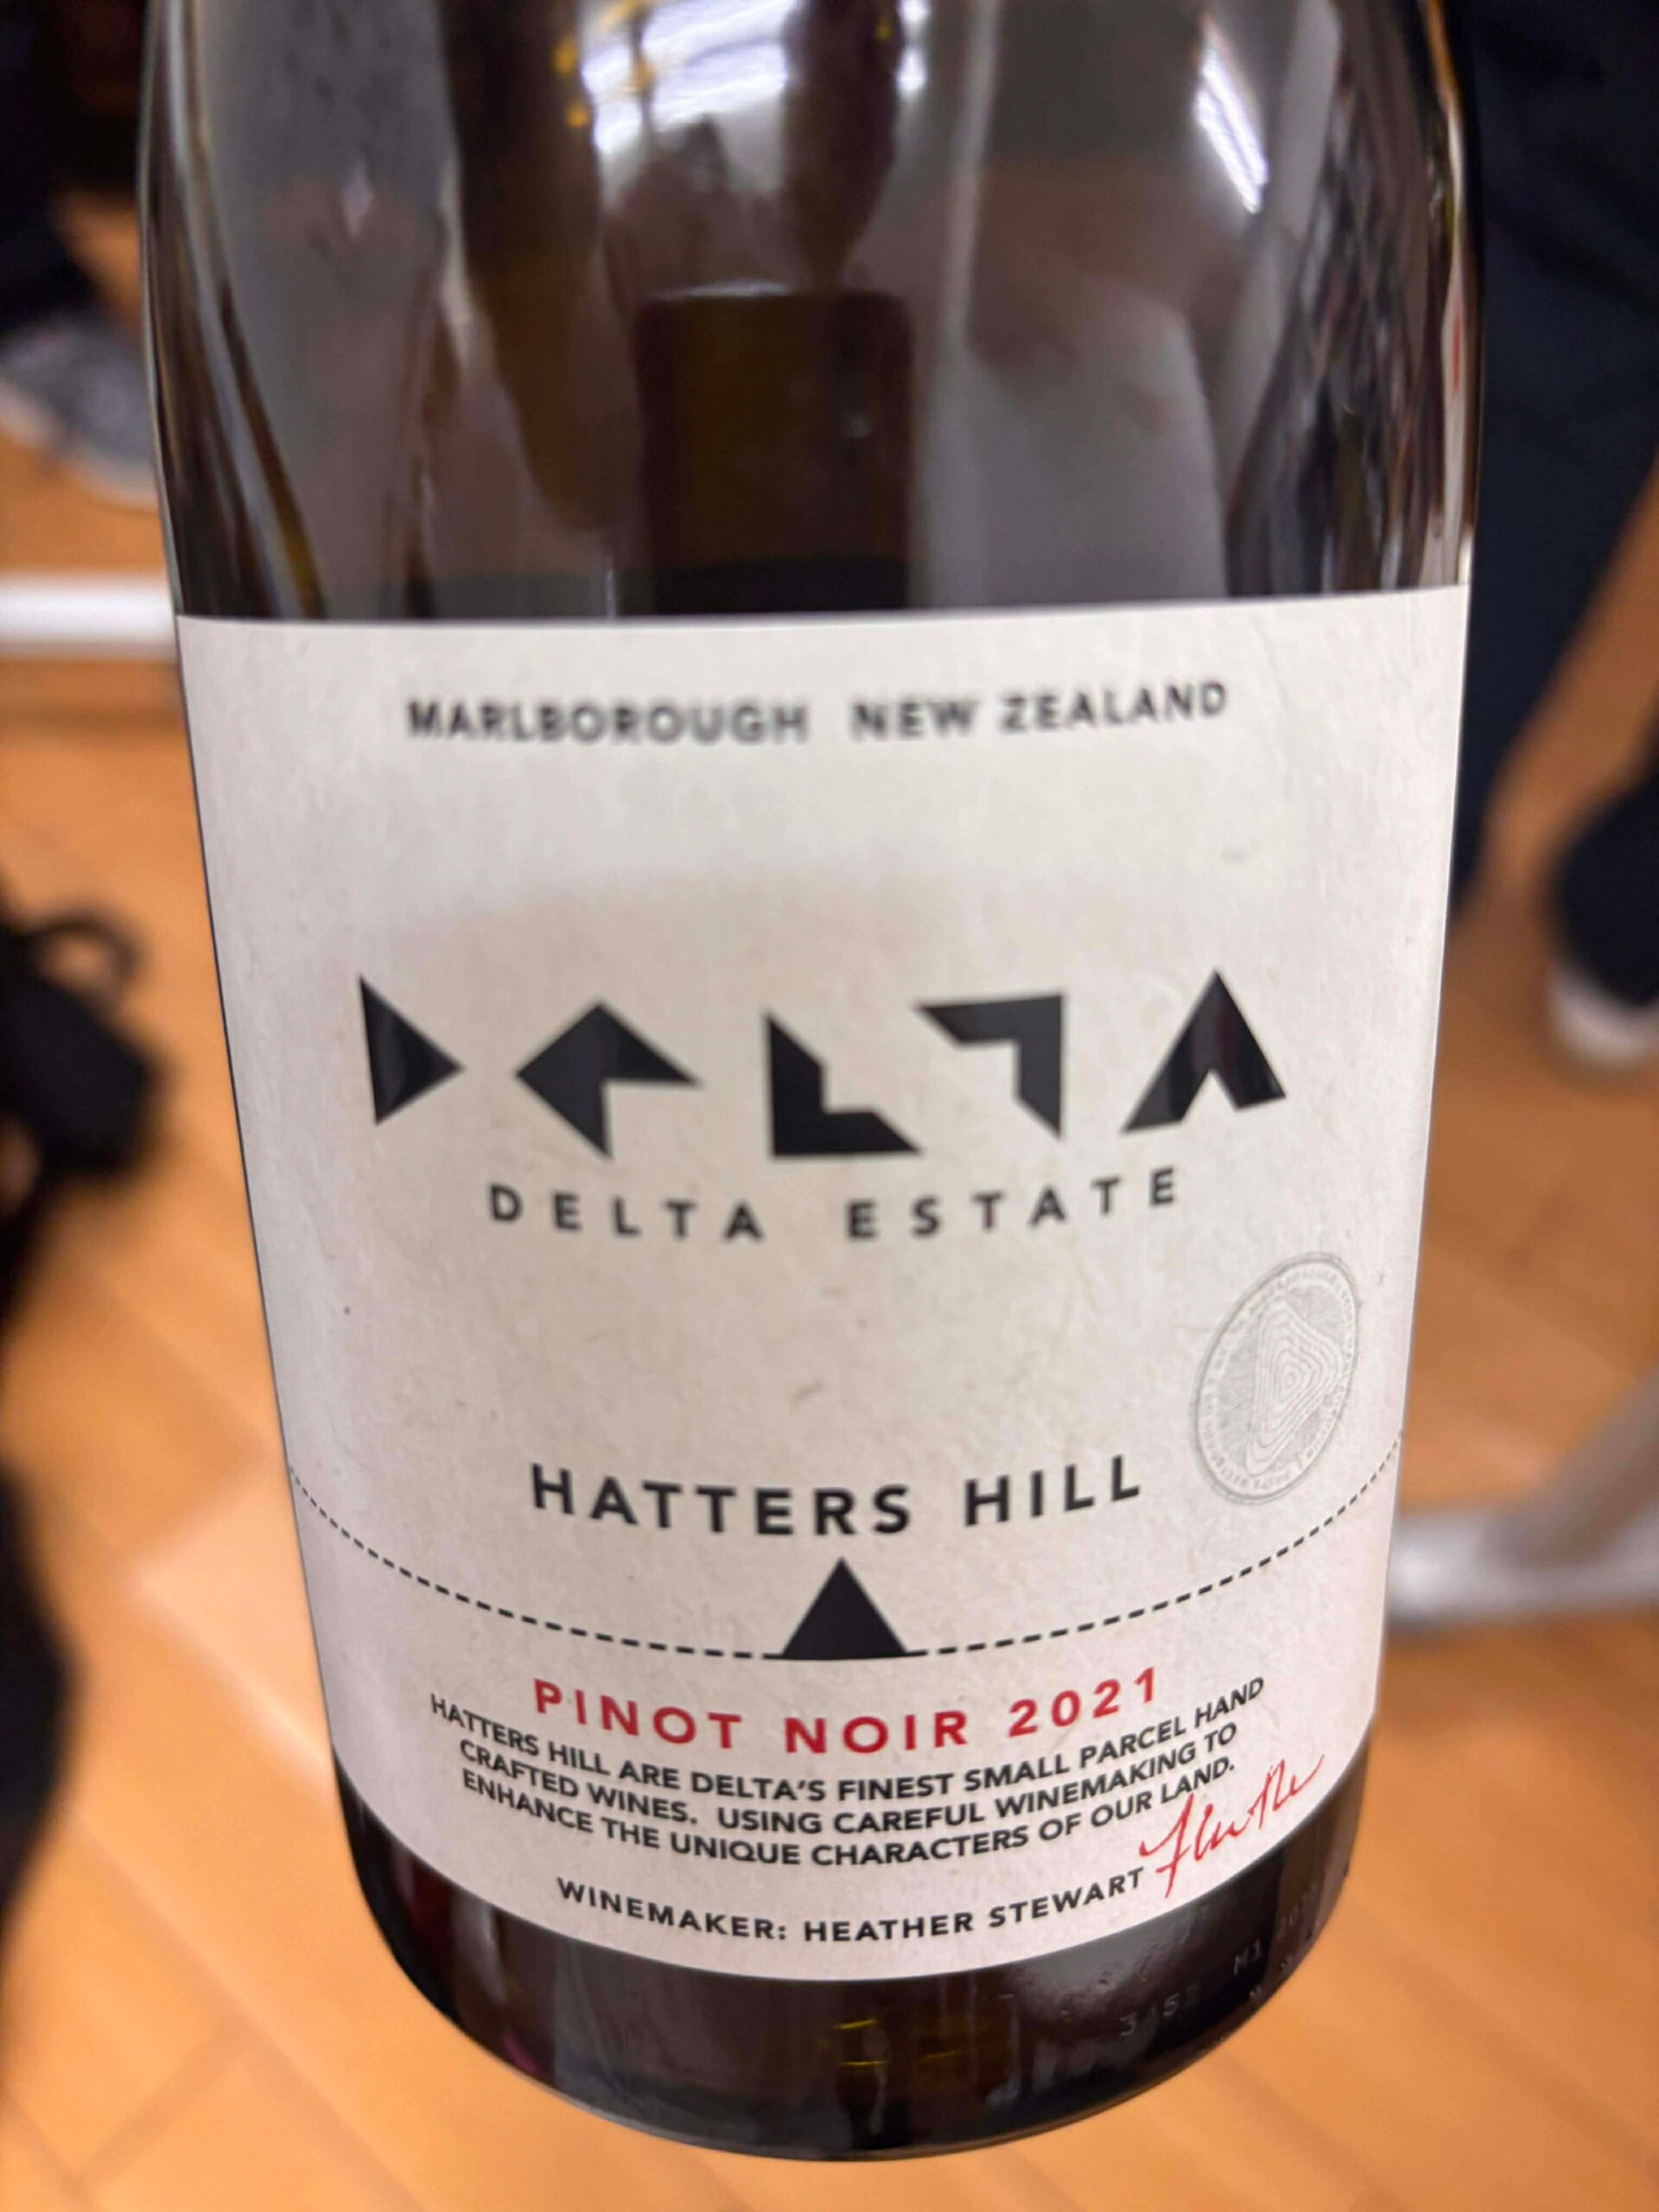 MARLBOROUGH NEW ZEALAND
DELTA
DELTA ESTATE
HATTERS HILL
PINOT NOIR 2021
HATTERS HILL ARE DELTA'S FINEST SMALL PARCEL HAND
CRAFTED WINES. USING CAREFUL WINEMAKING TO
ENHANCE THE UNIQUE CHARACTERS OF OUR LAND.
WINEMAKER: HEATHER STEWART